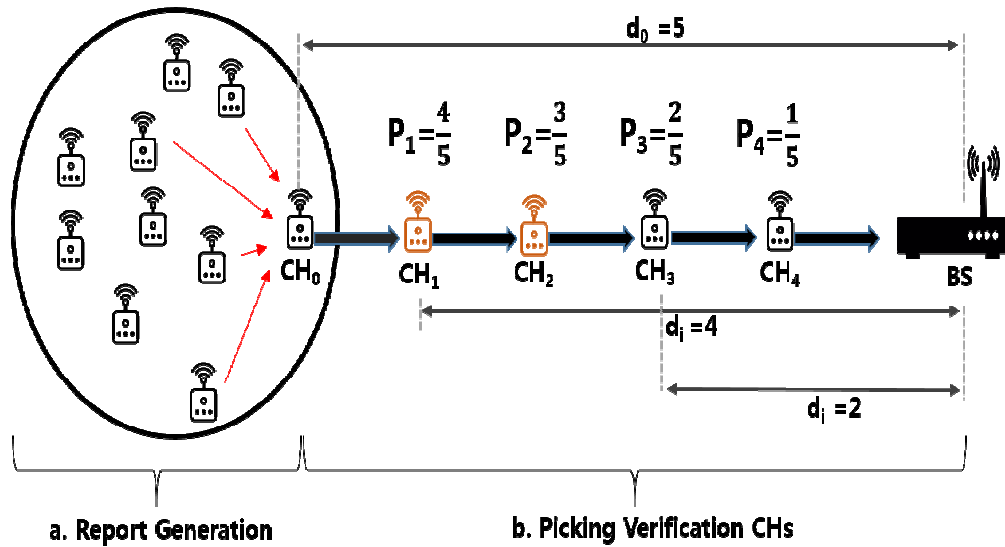 d₀ =5
P₁=4/5 P₂=3/5 P₃=2/5 P₄=1/5
CH₀ CH₁ CH₂ CH₃ CH₄ BS
dᵢ =4
dᵢ =2
a. Report Generation b. Picking Verification CHs